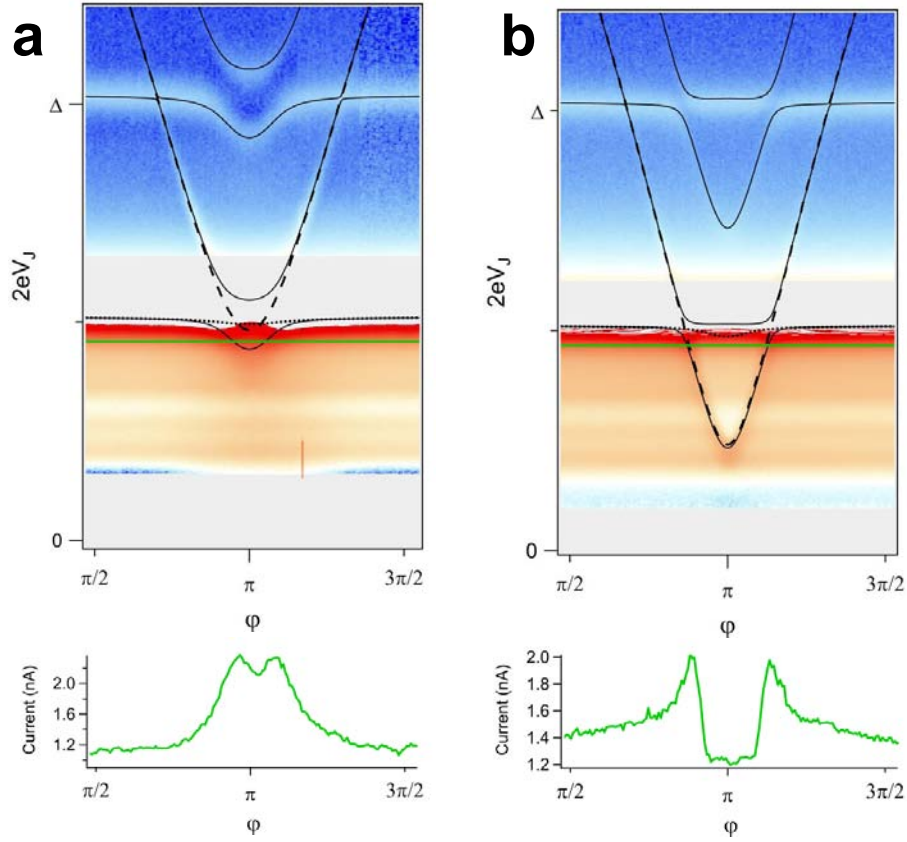 a
b
Δ
2eV_J
0
π/2
π
3π/2
φ
Δ
2eV_J
0
π/2
π
3π/2
φ
2.0
1.6
1.2
Current (nA)
π/2
π
3π/2
φ
2.0
1.8
1.6
1.4
1.2
Current (nA)
π/2
π
3π/2
φ